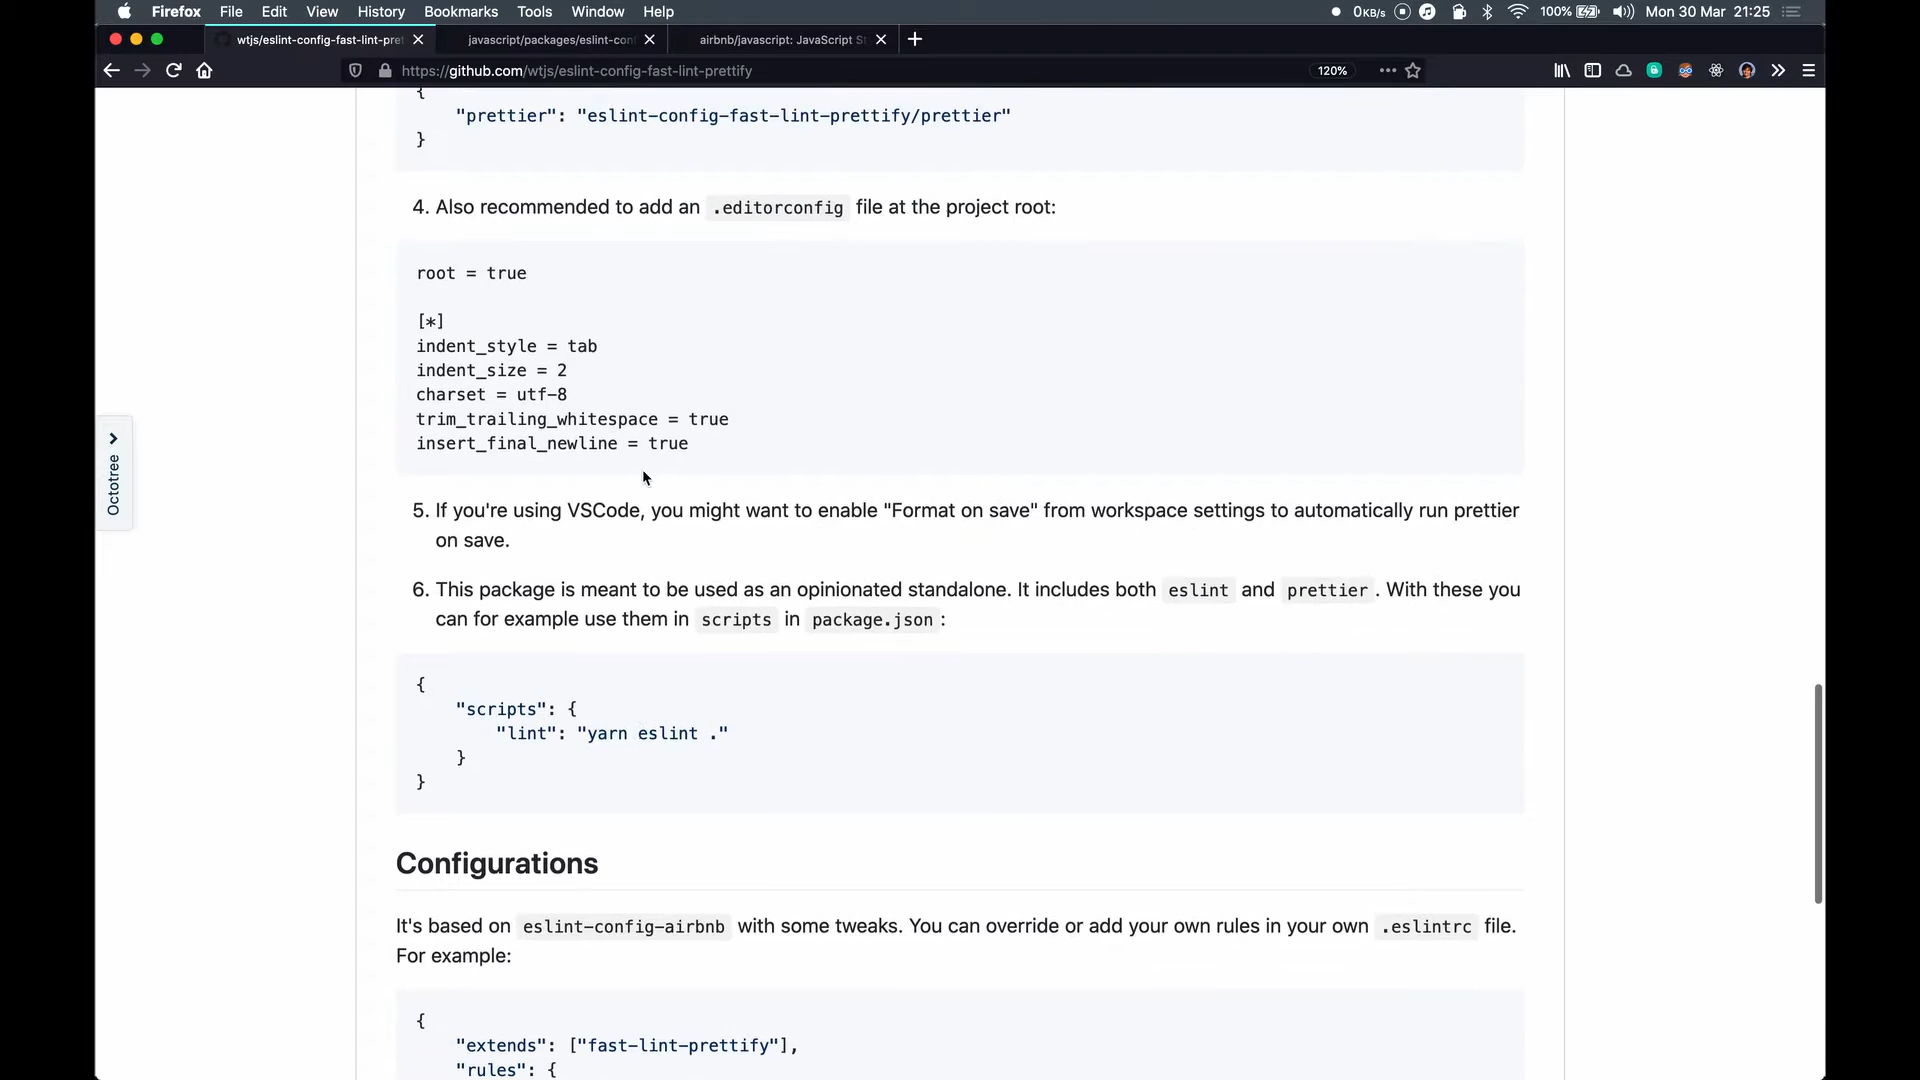 Firefox File Edit View History Bookmarks Tools Window Help 0KB/s 100% Mon 30 Mar 21:25
wtjs/eslint-config-fast-lint-pret javascript/packages/eslint-con airbnb/javascript: JavaScript S
https://github.com/wtjs/eslint-config-fast-lint-prettify 120%
{
"prettier": "eslint-config-fast-lint-prettify/prettier"
}
4. Also recommended to add an .editorconfig file at the project root:
root = true
[*]
indent_style = tab
indent_size = 2
charset = utf-8
trim_trailing_whitespace = true
insert_final_newline = true
Octotree
5. If you're using VSCode, you might want to enable "Format on save" from workspace settings to automatically run prettier
on save.
6. This package is meant to be used as an opinionated standalone. It includes both eslint and prettier. With these you
can for example use them in scripts in package.json:
{
"scripts": {
"lint": "yarn eslint ."
}
}
Configurations
It's based on eslint-config-airbnb with some tweaks. You can override or add your own rules in your own .eslintrc file.
For example:
{
"extends": ["fast-lint-prettify"],
"rules": {